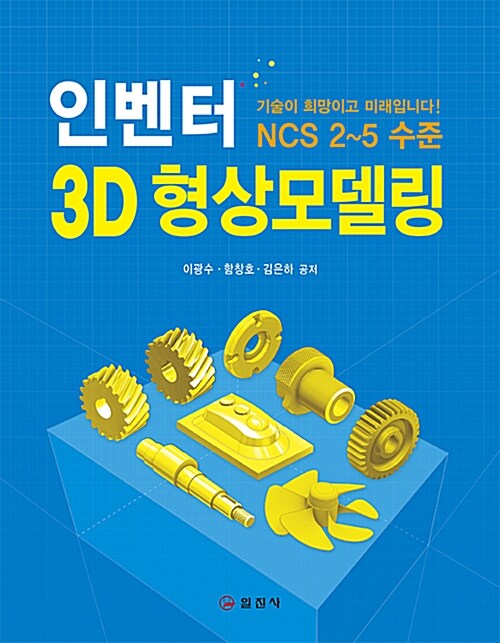 인벤터
기술이 희망이고 미래입니다!
NCS 2~5 수준
3D 형상모델링
이광수 · 함창호 · 김은하 공저
일진사